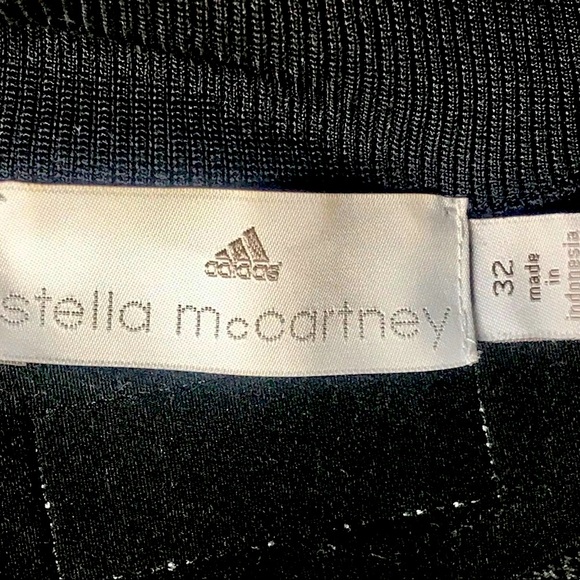 adidas
stella mccartney
32
made
in
indonesia